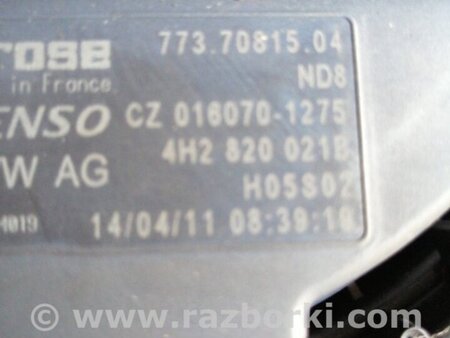 rose 773.70815.04
in France ND8
ENSO CZ 016070-1275
W AG 4H2 820 021B
H05S02
4019 14/04/11 08:39:18
© www.razborki.com